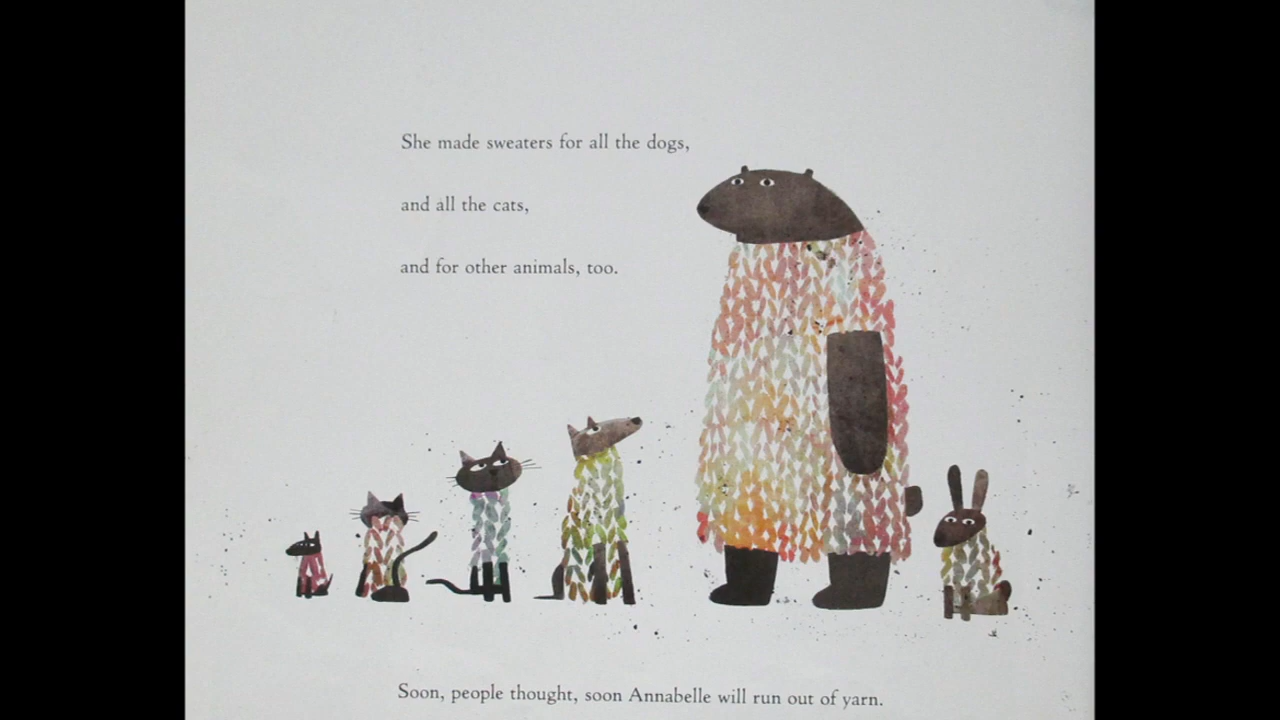 She made sweaters for all the dogs,
and all the cats,
and for other animals, too.
Soon, people thought, soon Annabelle will run out of yarn.